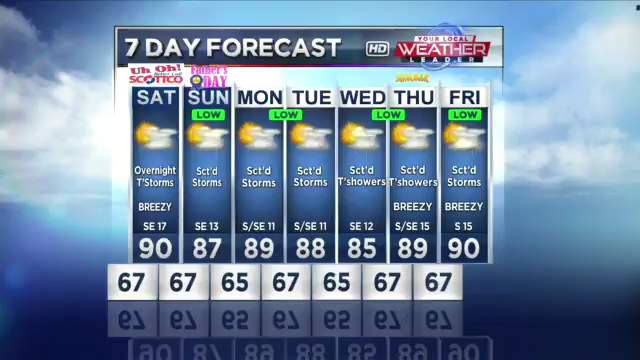 7 DAY FORECAST
HD
YOUR LOCAL
WEATHER
LEADER
Uh Oh!
Better Call
SCOTTCO
Father's
DAY
SUMMER
SAT SUN MON TUE WED THU FRI
LOW LOW LOW LOW
Overnight Sct'd Sct'd Sct'd Sct'd Sct'd Sct'd
T'Storms Storms Storms Storms T'showers T'showers Storms
BREEZY BREEZY BREEZY
SE 17 SE 13 S/SE 11 S/SE 11 SE 12 S/SE 15 S 15
90 87 89 88 85 89 90
67 67 65 67 65 67 67